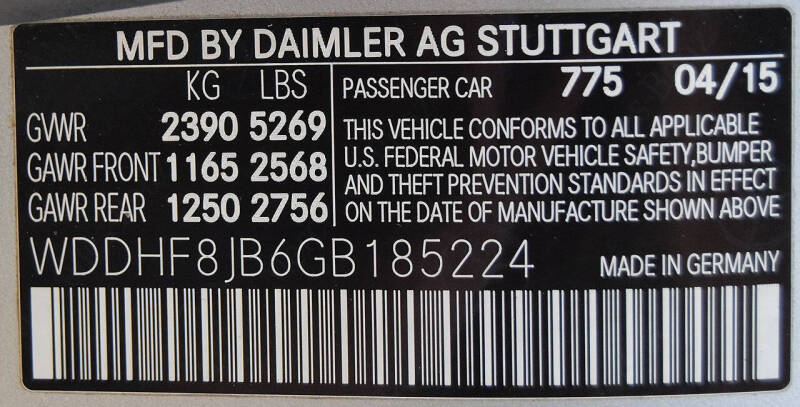 MFD BY DAIMLER AG STUTTGART
KG LBS
GVWR 2390 5269
GAWR FRONT 1165 2568
GAWR REAR 1250 2756
PASSENGER CAR 775 04/15
THIS VEHICLE CONFORMS TO ALL APPLICABLE
U.S. FEDERAL MOTOR VEHICLE SAFETY,BUMPER
AND THEFT PREVENTION STANDARDS IN EFFECT
ON THE DATE OF MANUFACTURE SHOWN ABOVE
WDDHF8JB6GB185224
MADE IN GERMANY